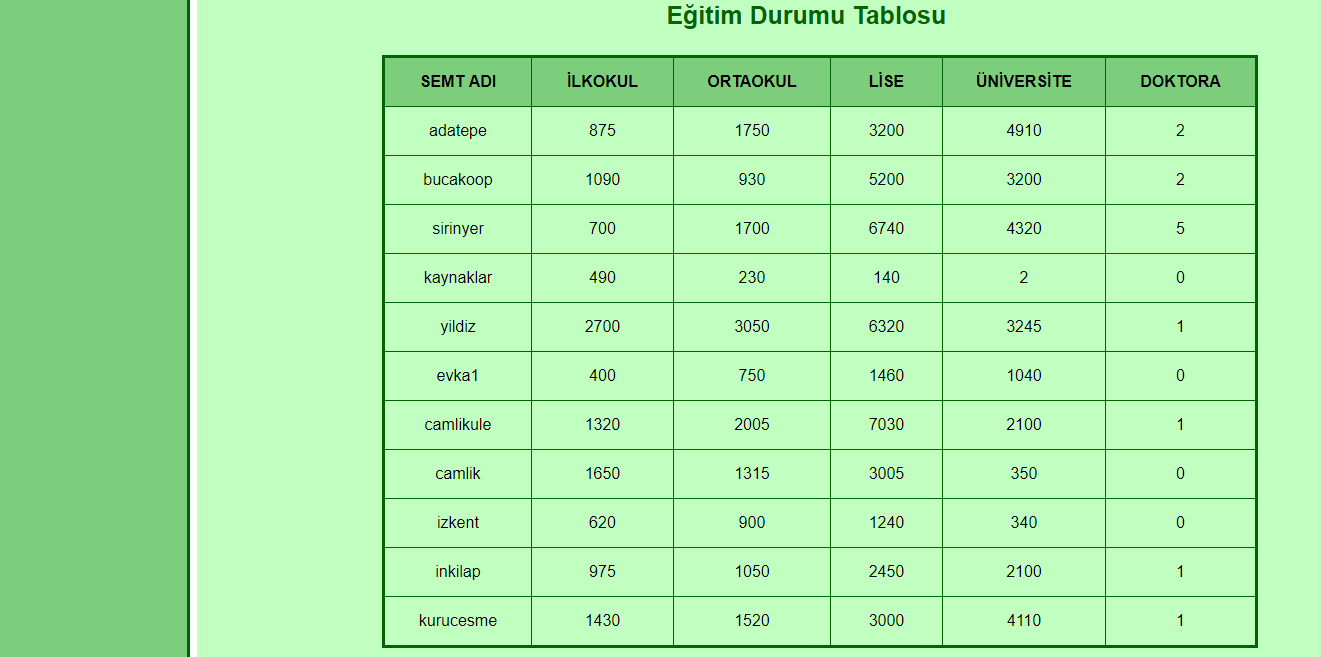 Eğitim Durumu Tablosu
SEMT ADI İLKOKUL ORTAOKUL LİSE ÜNİVERSİTE DOKTORA
adatepe 875 1750 3200 4910 2
bucakoop 1090 930 5200 3200 2
sirinyer 700 1700 6740 4320 5
kaynaklar 490 230 140 2 0
yildiz 2700 3050 6320 3245 1
evka1 400 750 1460 1040 0
camlikule 1320 2005 7030 2100 1
camlik 1650 1315 3005 350 0
izkent 620 900 1240 340 0
inkilap 975 1050 2450 2100 1
kurucesme 1430 1520 3000 4110 1